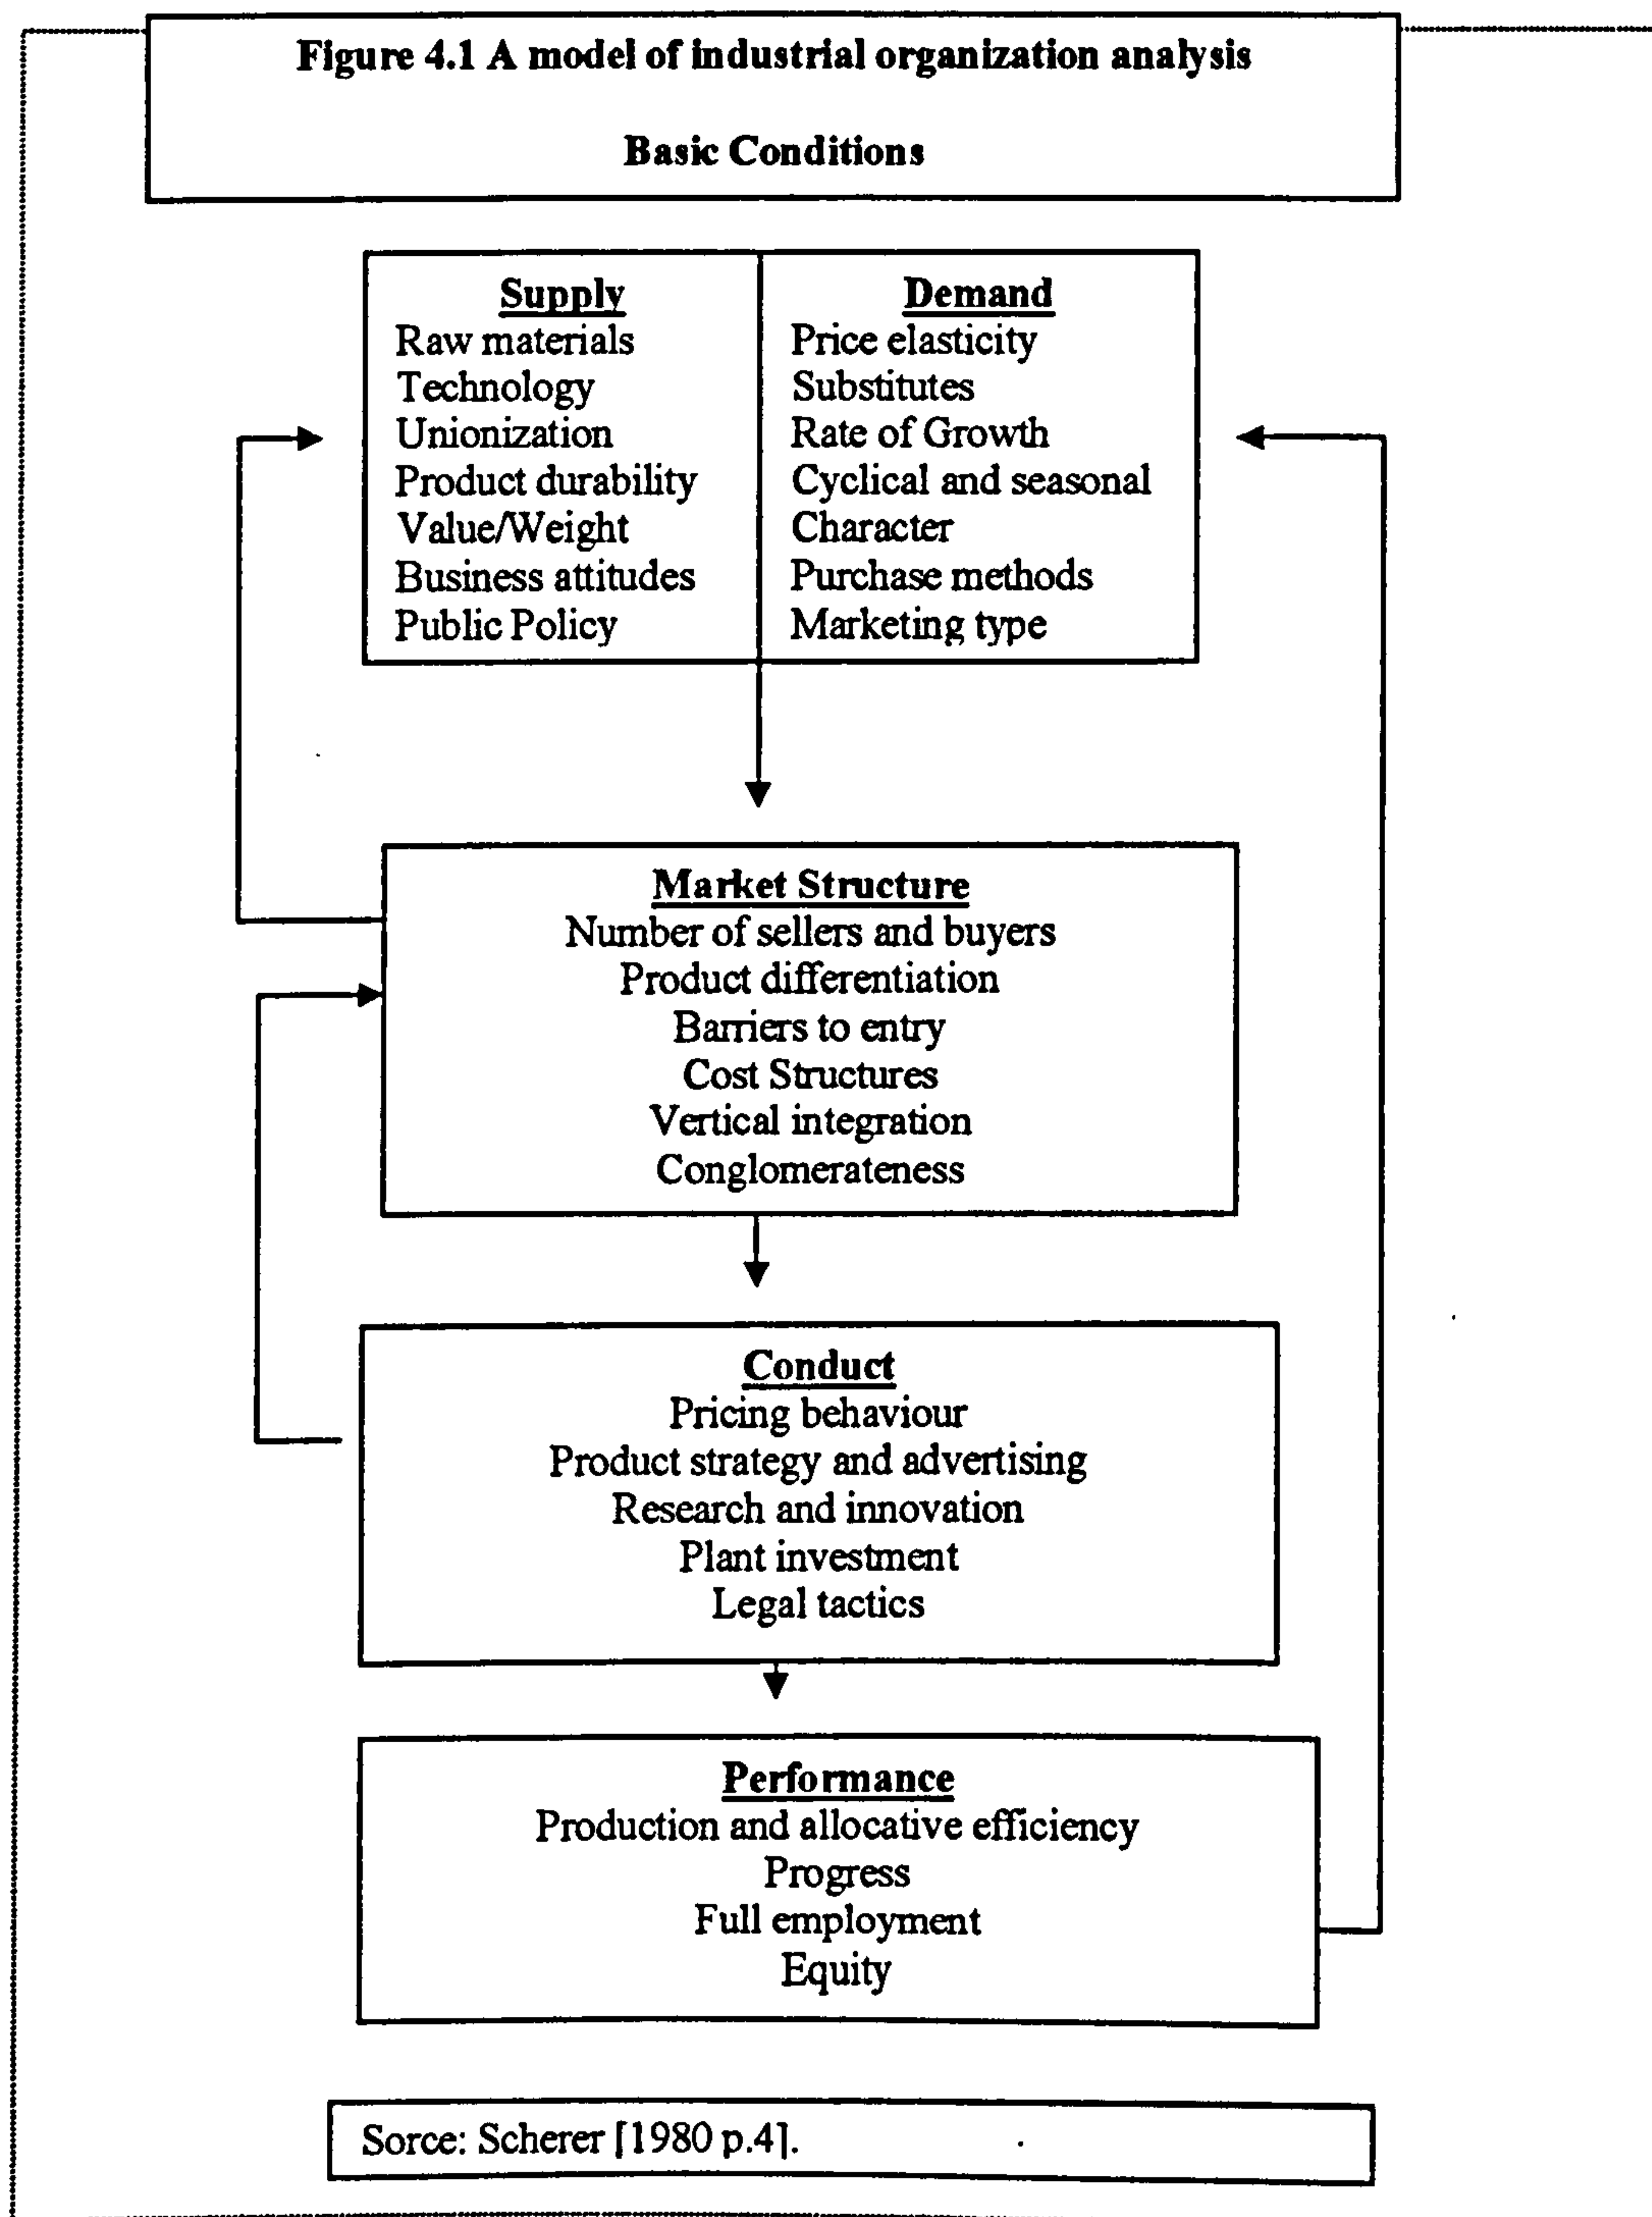 Figure 4.1 A model of industrial organization analysis
Basic Conditions
Supply
Raw materials
Technology
Unionization
Product durability
Value/Weight
Business attitudes
Public Policy
Demand
Price elasticity
Substitutes
Rate of Growth
Cyclical and seasonal
Character
Purchase methods
Marketing type
Market Structure
Number of sellers and buyers
Product differentiation
Barriers to entry
Cost Structures
Vertical integration
Conglomerateness
Conduct
Pricing behaviour
Product strategy and advertising
Research and innovation
Plant investment
Legal tactics
Performance
Production and allocative efficiency
Progress
Full employment
Equity
Sorce: Scherer [1980 p.4].